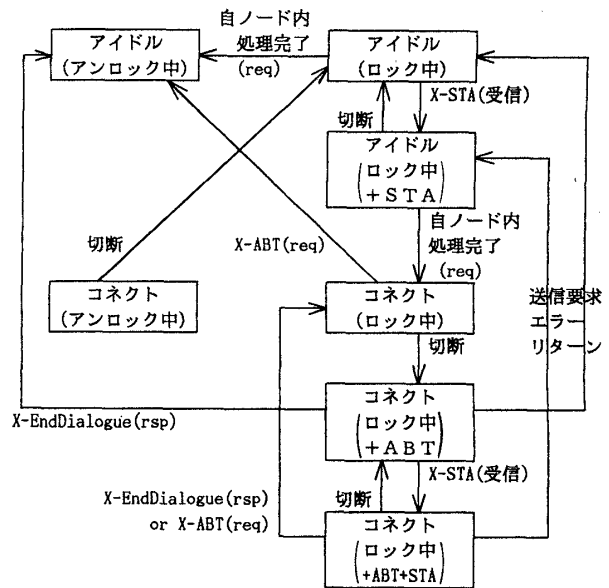 アイドル
(アンロック中)
自ノード内
処理完了
(req)
アイドル
(ロック中)
切断
X-STA(受信)
アイドル
(ロック中)
+STA
自ノード内
処理完了
(req)
切断
X-ABT(req)
コネクト
(アンロック中)
コネクト
(ロック中)
送信要求
エラー
リターン
切断
X-EndDialogue(rsp)
コネクト
(ロック中)
+ABT
X-STA(受信)
切断
X-EndDialogue(rsp)
or X-ABT(req)
コネクト
(ロック中)
+ABT+STA